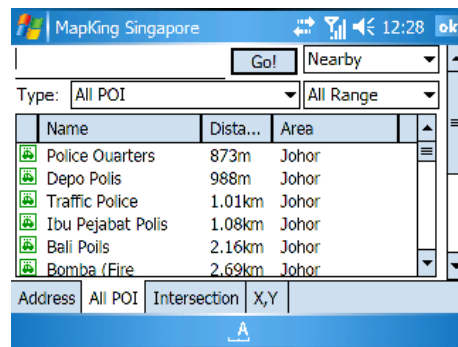 MapKing Singapore 12:28 ok
Go! Nearby
Type: All POI All Range
Name Dista... Area
Police Quarters 873m Johor
Depo Polis 988m Johor
Traffic Police 1.01km Johor
Ibu Pejabat Polis 1.08km Johor
Bali Poils 2.16km Johor
Bomba (Fire 2.69km Johor
Address All POI Intersection X,Y
A